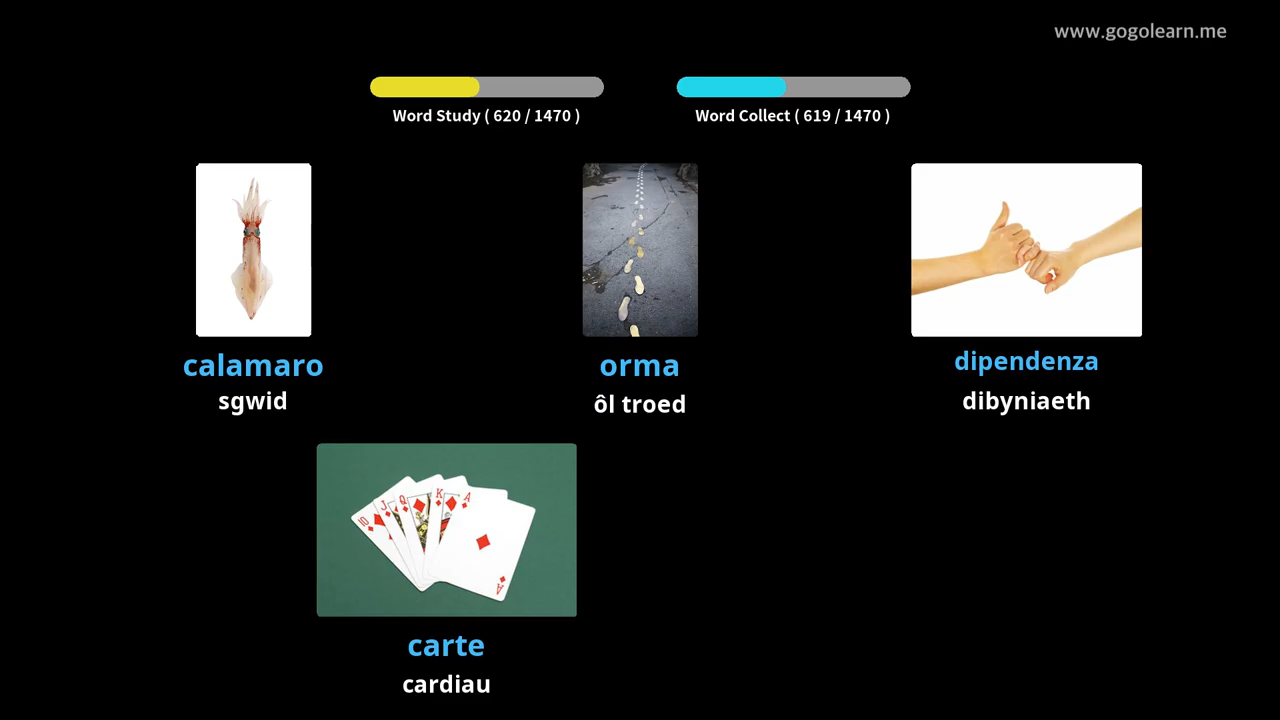 www.gogolearn.me
Word Study ( 620 / 1470 )
Word Collect ( 619 / 1470 )
calamaro
sgwid
orma
ôl troed
dipendenza
dibyniaeth
10
J
Q
K
A
A
carte
cardiau